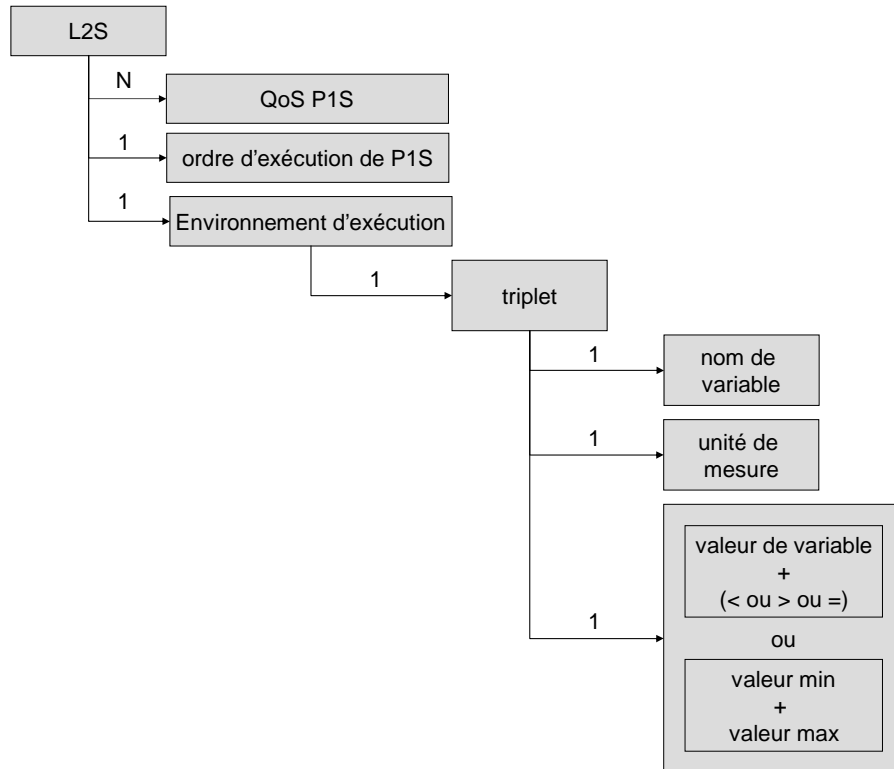 L2S
N
QoS P1S
1
ordre d'exécution de P1S
1
Environnement d'exécution
1
triplet
1
nom de
variable
1
unité de
mesure
1
valeur de variable
+
(< ou > ou =)
ou
valeur min
+
valeur max